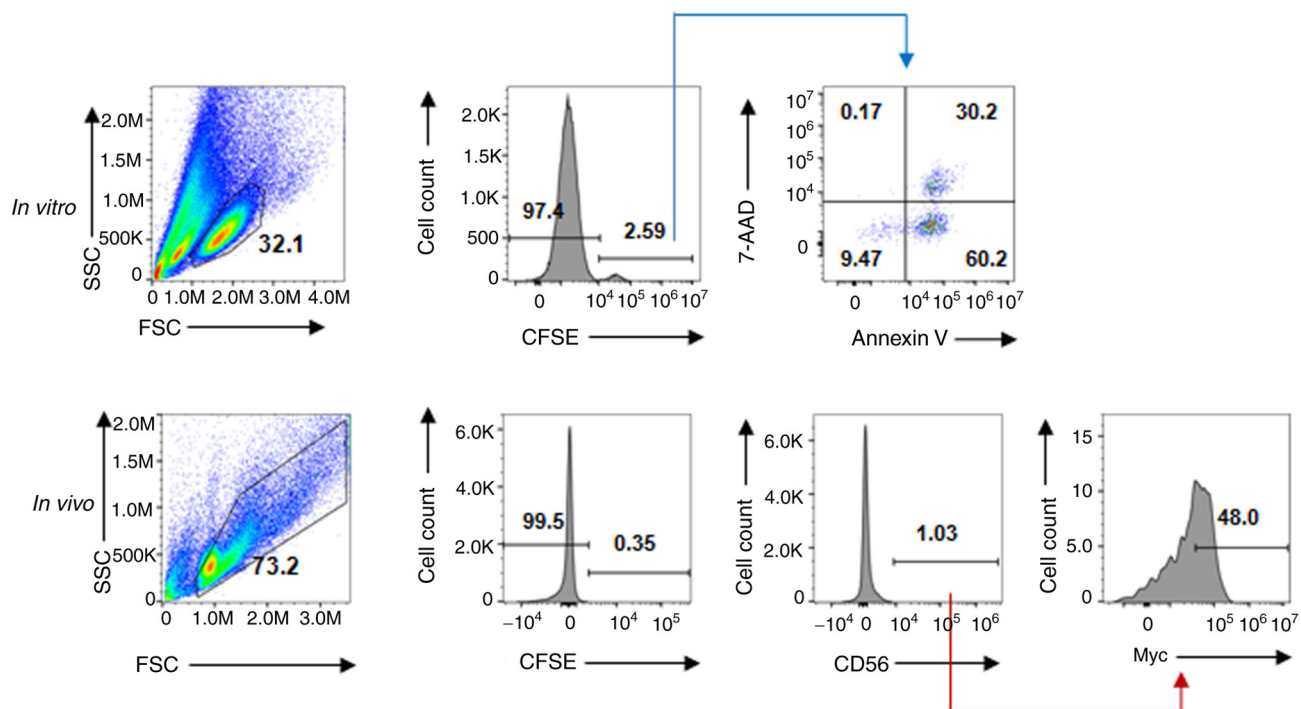 In vitro
SSC
2.0M
1.5M
1.0M
500K
0
32.1
0 1.0M 2.0M 3.0M 4.0M
FSC
Cell count
2.0K
1.5K
1.0K
500
0
97.4
2.59
0 10⁴ 10⁵ 10⁶ 10⁷
CFSE
7-AAD
10⁷
10⁶
10⁵
10⁴
0
0.17 30.2
9.47 60.2
0 10⁴ 10⁵ 10⁶ 10⁷
Annexin V
In vivo
SSC
2.0M
1.5M
1.0M
500K
0
73.2
0 1.0M 2.0M 3.0M
FSC
Cell count
6.0K
4.0K
2.0K
0
99.5
0.35
−10⁴ 0 10⁴ 10⁵
CFSE
Cell count
6.0K
4.0K
2.0K
0
1.03
−10⁴ 0 10⁴ 10⁵ 10⁶
CD56
Cell count
15
10
5.0
0
48.0
0 10⁵ 10⁶ 10⁷
Myc